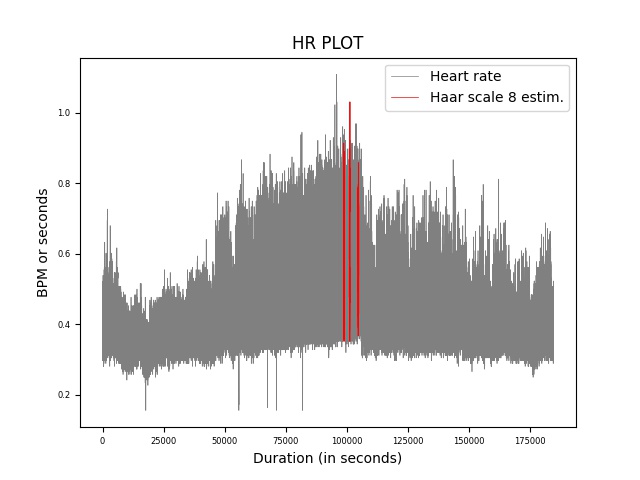 HR PLOT
Heart rate
Haar scale 8 estim.
BPM or seconds
1.0
0.8
0.6
0.4
0.2
0 25000 50000 75000 100000 125000 150000 175000
Duration (in seconds)